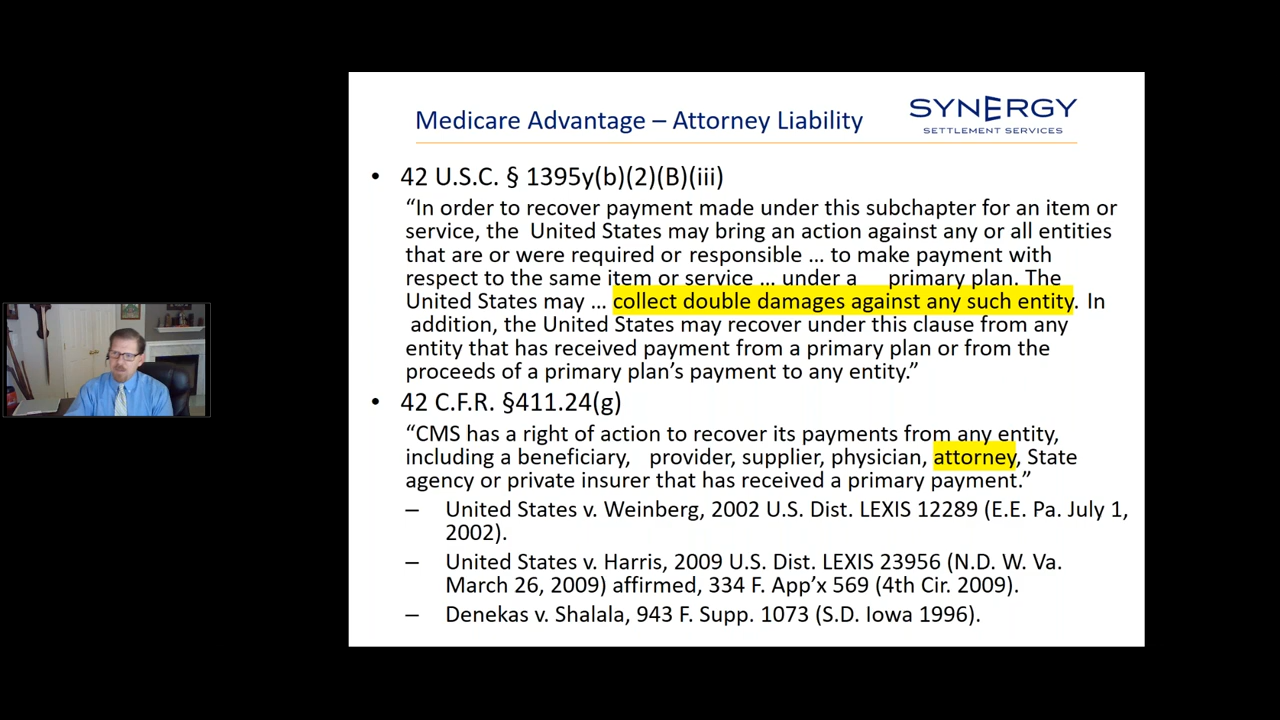 Medicare Advantage – Attorney Liability
SYNERGY
SETTLEMENT SERVICES
• 42 U.S.C. § 1395y(b)(2)(B)(iii)
“In order to recover payment made under this subchapter for an item or
service, the United States may bring an action against any or all entities
that are or were required or responsible … to make payment with
respect to the same item or service … under a primary plan. The
United States may … collect double damages against any such entity. In
addition, the United States may recover under this clause from any
entity that has received payment from a primary plan or from the
proceeds of a primary plan’s payment to any entity.”
• 42 C.F.R. §411.24(g)
“CMS has a right of action to recover its payments from any entity,
including a beneficiary, provider, supplier, physician, attorney, State
agency or private insurer that has received a primary payment.”
– United States v. Weinberg, 2002 U.S. Dist. LEXIS 12289 (E.E. Pa. July 1,
2002).
– United States v. Harris, 2009 U.S. Dist. LEXIS 23956 (N.D. W. Va.
March 26, 2009) affirmed, 334 F. App’x 569 (4th Cir. 2009).
– Denekas v. Shalala, 943 F. Supp. 1073 (S.D. Iowa 1996).